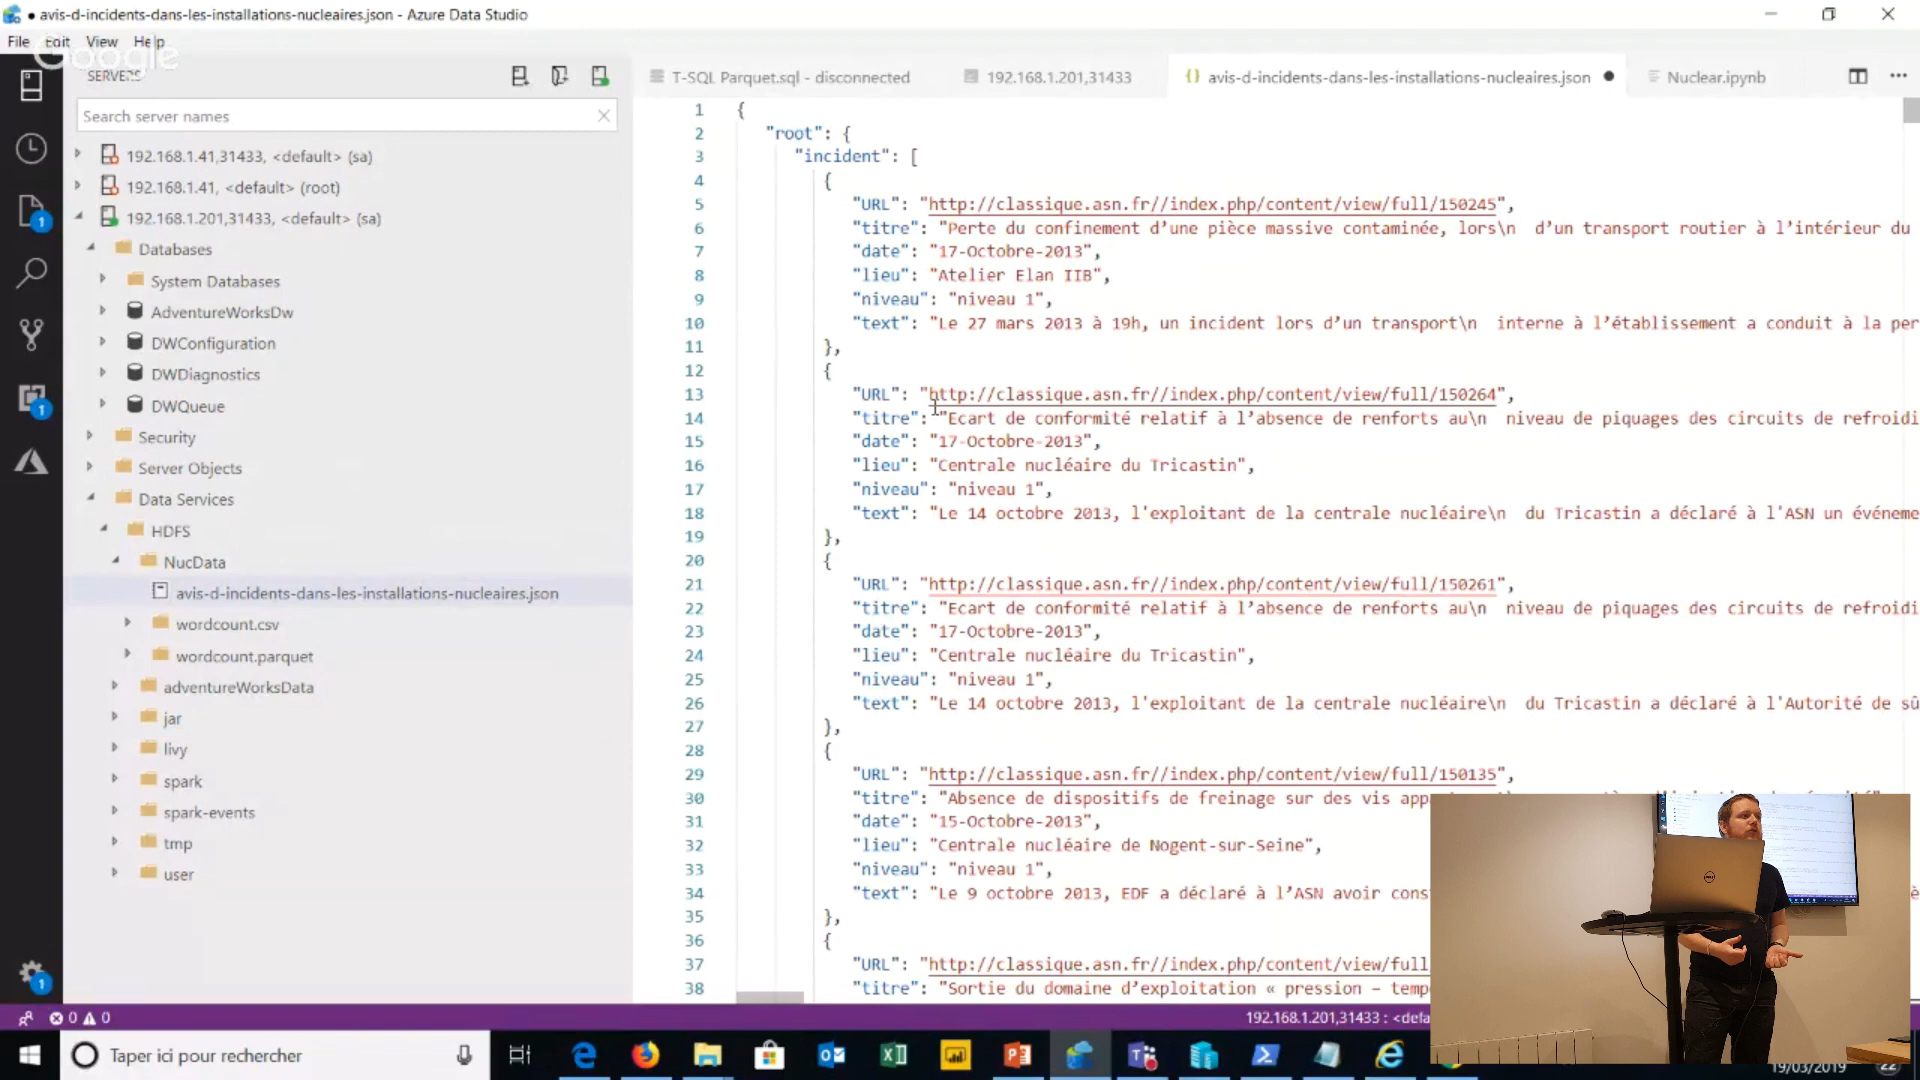 avis-d-incidents-dans-les-installations-nucleaires.json - Azure Data Studio
File Edit View Help
Google
SERVERS
Search server names
192.168.1.41,31433, <default> (sa)
192.168.1.41, <default> (root)
192.168.1.201,31433, <default> (sa)
Databases
System Databases
AdventureWorksDw
DWConfiguration
DWDiagnostics
DWQueue
Security
Server Objects
Data Services
HDFS
NucData
avis-d-incidents-dans-les-installations-nucleaires.json
wordcount.csv
wordcount.parquet
adventureWorksData
jar
livy
spark
spark-events
tmp
user
1
1
1
T-SQL Parquet.sql - disconnected
192.168.1.201,31433
{} avis-d-incidents-dans-les-installations-nucleaires.json
Nuclear.ipynb
1 {
2 "root": {
3 "incident": [
4 {
5 "URL": "http://classique.asn.fr//index.php/content/view/full/150245",
6 "titre": "Perte du confinement d’une pièce massive contaminée, lors\n d’un transport routier à l’intérieur du
7 "date": "17-Octobre-2013",
8 "lieu": "Atelier Elan IIB",
9 "niveau": "niveau 1",
10 "text": "Le 27 mars 2013 à 19h, un incident lors d’un transport\n interne à l’établissement a conduit à la per
11 },
12 {
13 "URL": "http://classique.asn.fr//index.php/content/view/full/150264",
14 "titre": "Ecart de conformité relatif à l’absence de renforts au\n niveau de piquages des circuits de refroidi
15 "date": "17-Octobre-2013",
16 "lieu": "Centrale nucléaire du Tricastin",
17 "niveau": "niveau 1",
18 "text": "Le 14 octobre 2013, l'exploitant de la centrale nucléaire\n du Tricastin a déclaré à l'ASN un événeme
19 },
20 {
21 "URL": "http://classique.asn.fr//index.php/content/view/full/150261",
22 "titre": "Ecart de conformité relatif à l’absence de renforts au\n niveau de piquages des circuits de refroidi
23 "date": "17-Octobre-2013",
24 "lieu": "Centrale nucléaire du Tricastin",
25 "niveau": "niveau 1",
26 "text": "Le 14 octobre 2013, l'exploitant de la centrale nucléaire\n du Tricastin a déclaré à l'Autorité de sû
27 },
28 {
29 "URL": "http://classique.asn.fr//index.php/content/view/full/150135",
30 "titre": "Absence de dispositifs de freinage sur des vis
31 "date": "15-Octobre-2013",
32 "lieu": "Centrale nucléaire de Nogent-sur-Seine",
33 "niveau": "niveau 1",
34 "text": "Le 9 octobre 2013, EDF a déclaré à l’ASN avoir cons
35 },
36 {
37 "URL": "http://classique.asn.fr//index.php/content/view/full
38 "titre": "Sortie du domaine d’exploitation « pression – temp
0 0
192.168.1.201,31433 : <defa
Taper ici pour rechercher
DELL
19/03/2019
22